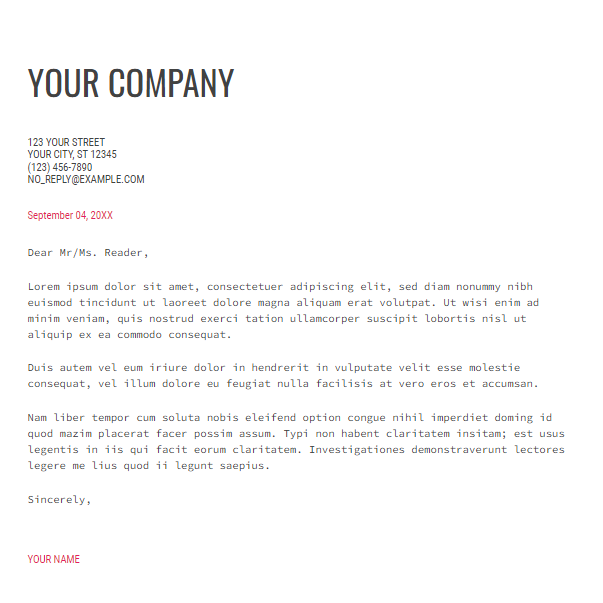 YOUR COMPANY
123 YOUR STREET
YOUR CITY, ST 12345
(123) 456-7890
NO_REPLY@EXAMPLE.COM
September 04, 20XX
Dear Mr/Ms. Reader,
Lorem ipsum dolor sit amet, consectetuer adipiscing elit, sed diam nonummy nibh
euismod tincidunt ut laoreet dolore magna aliquam erat volutpat. Ut wisi enim ad
minim veniam, quis nostrud exerci tation ullamcorper suscipit lobortis nisl ut
aliquip ex ea commodo consequat.
Duis autem vel eum iriure dolor in hendrerit in vulputate velit esse molestie
consequat, vel illum dolore eu feugiat nulla facilisis at vero eros et accumsan.
Nam liber tempor cum soluta nobis eleifend option congue nihil imperdiet doming id
quod mazim placerat facer possim assum. Typi non habent claritatem insitam; est usus
legentis in iis qui facit eorum claritatem. Investigationes demonstraverunt lectores
legere me lius quod ii legunt saepius.
Sincerely,
YOUR NAME